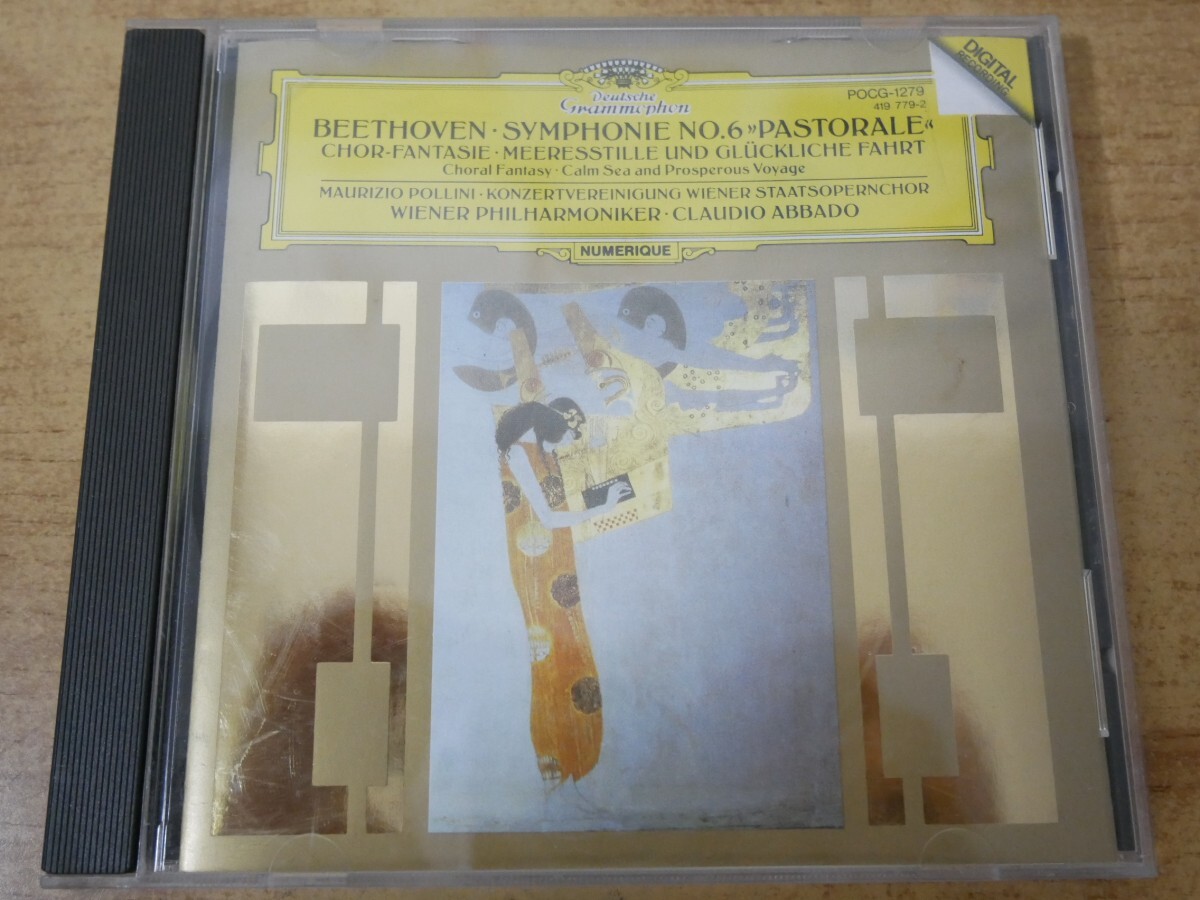 DIGITAL
RECORDING
Deutsche
Grammophon
POCG-1279
419 779-2
BEETHOVEN · SYMPHONIE NO.6 »PASTORALE«
CHOR-FANTASIE · MEERESSTILLE UND GLÜCKLICHE FAHRT
Choral Fantasy · Calm Sea and Prosperous Voyage
MAURIZIO POLLINI · KONZERTVEREINIGUNG WIENER STAATSOPERNCHOR
WIENER PHILHARMONIKER · CLAUDIO ABBADO
NUMERIQUE